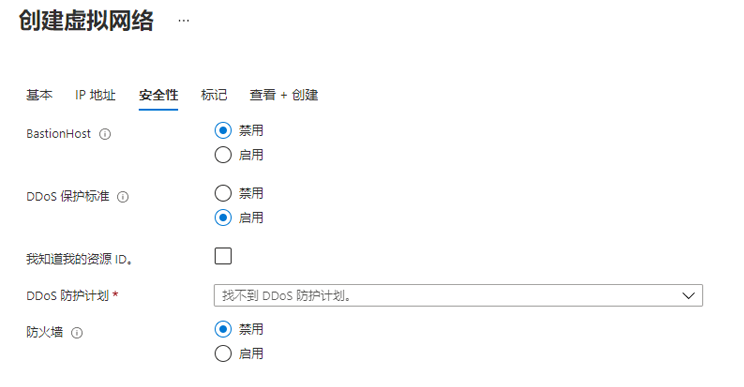 创建虚拟网络 ...
基本 IP 地址 安全性 标记 查看 + 创建
BastionHost 禁用
启用
DDoS 保护标准 禁用
启用
我知道我的资源 ID。
DDoS 防护计划 * 找不到 DDoS 防护计划。
防火墙 禁用
启用